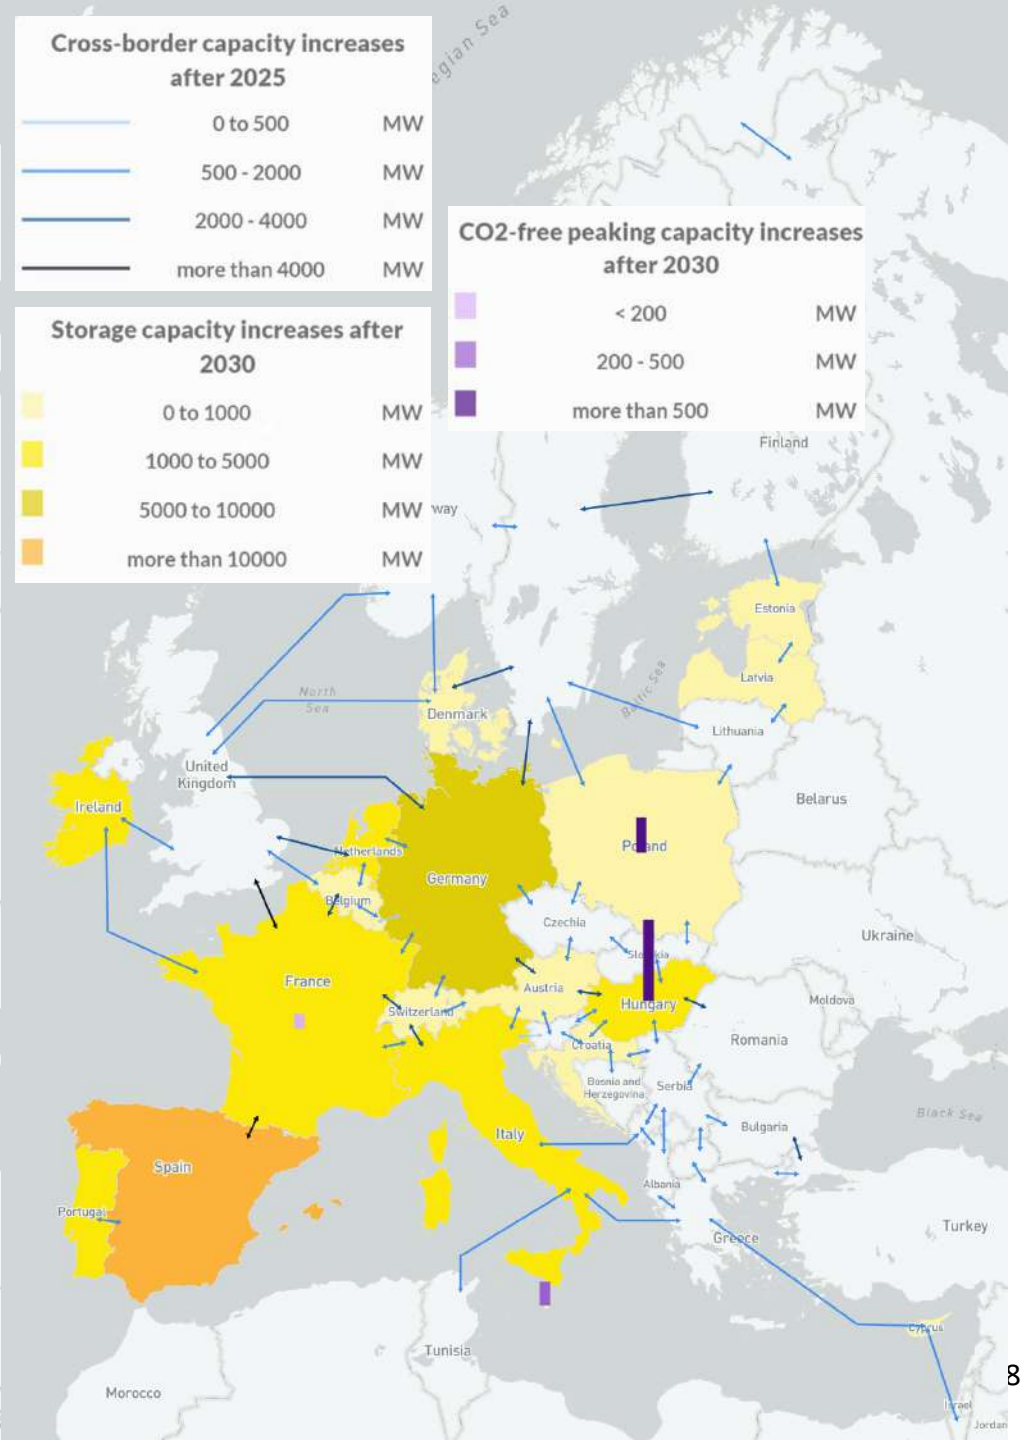 Cross-border capacity increases
after 2025
0 to 500 MW
500 - 2000 MW
2000 - 4000 MW
more than 4000 MW
egian Sea
CO2-free peaking capacity increases
after 2030
< 200 MW
200 - 500 MW
more than 500 MW
Storage capacity increases after
2030
0 to 1000 MW
1000 to 5000 MW
5000 to 10000 MW
more than 10000 MW
Finland
way
Estonia
Latvia
Baltic Sea
North
Sea
Denmark
Lithuania
United
Kingdom
Ireland
Belarus
Netherlands
Poland
Germany
Belgium
Czechia
Ukraine
Slovakia
France
Austria
Switzerland
Hungary
Moldova
Croatia
Romania
Bosnia and
Herzegovina
Serbia
Black Sea
Bulgaria
Italy
Spain
Albania
Portugal
Greece
Turkey
Cyprus
Tunisia
8
Morocco
Israel
Jordan